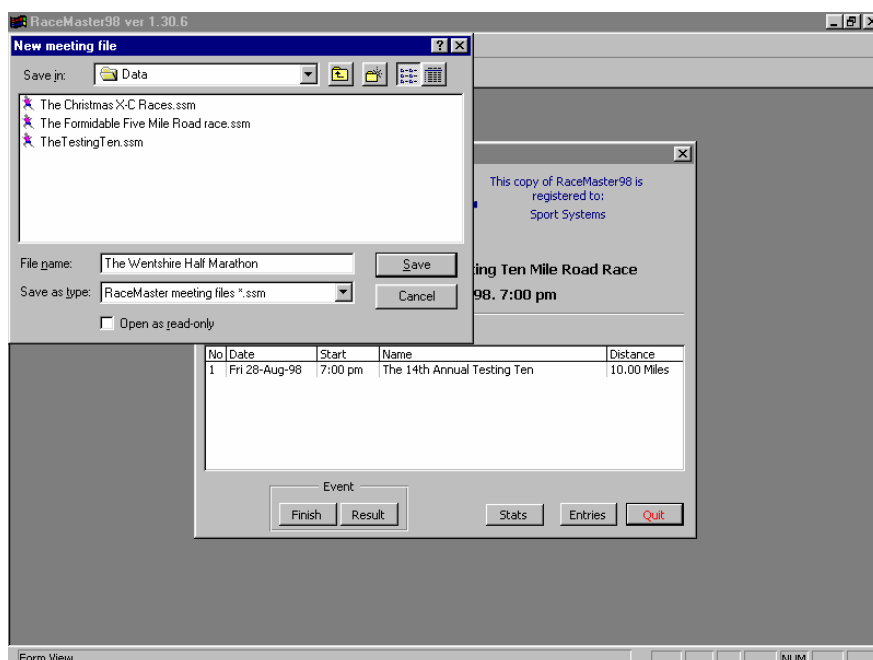 RaceMaster98 ver 1.30.6
New meeting file
Save in: Data
The Christmas X-C Races.ssm
The Formidable Five Mile Road race.ssm
TheTestingTen.ssm
File name: The Wentshire Half Marathon Save
Save as type: RaceMaster meeting files *.ssm Cancel
Open as read-only
This copy of RaceMaster98 is
registered to:
Sport Systems
ing Ten Mile Road Race
98. 7:00 pm
No Date Start Name Distance
1 Fri 28-Aug-98 7:00 pm The 14th Annual Testing Ten 10.00 Miles
Event
Finish Result Stats Entries Quit
Form View NUM